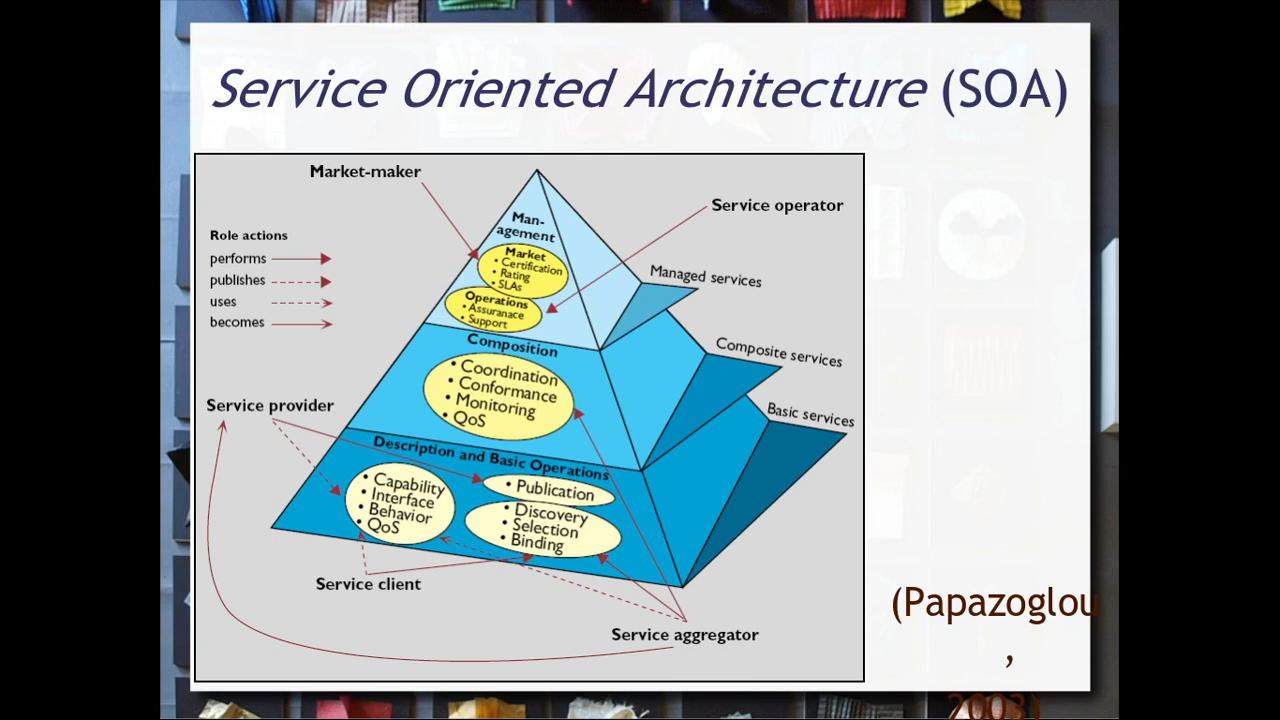 Service Oriented Architecture (SOA)
Market-maker
Service operator
Role actions
performs
publishes
uses
becomes
Man-
agement
Market
• Certification
• Rating
• SLAs
Operations
• Assuranace
• Support
Managed services
Composition
• Coordination
• Conformance
• Monitoring
• QoS
Composite services
Service provider
Basic services
Description and Basic Operations
• Capability
• Interface
• Behavior
• QoS
• Publication
• Discovery
• Selection
• Binding
Service client
Service aggregator
(Papazoglou
,
2003)